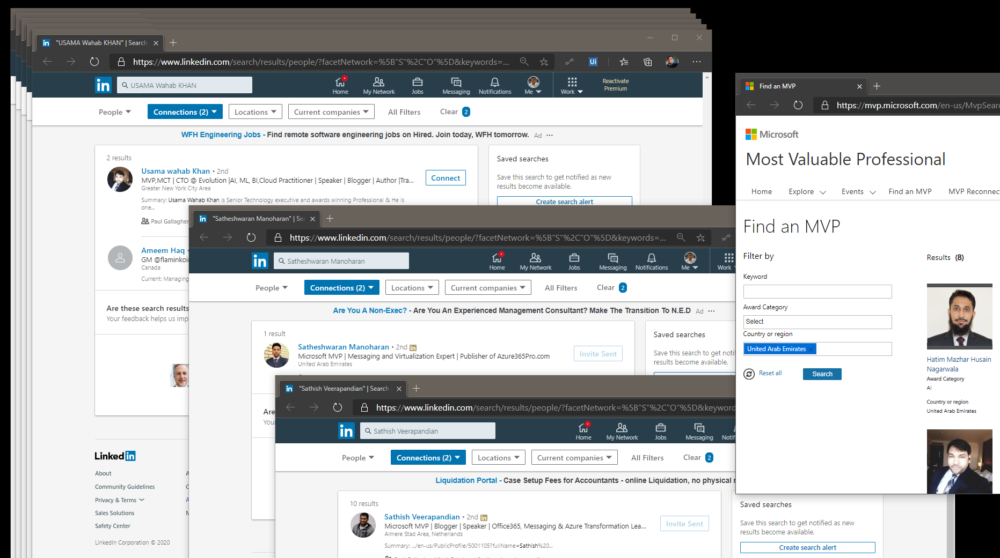 "USAMA Wahab KHAN" | Search
https://www.linkedin.com/search/results/people/?facetNetwork=%5B"S"%2C"O"%5D&keywords=...
Ui
in
USAMA Wahab KHAN
Home
My Network
Jobs
Messaging
Notifications
Me
Work
Reactivate
Premium
People
Connections (2)
Locations
Current companies
All Filters
Clear 2
WFH Engineering Jobs - Find remote software engineering jobs on Hired. Join today, WFH tomorrow. Ad ...
2 results
Usama wahab Khan • 2nd
MVP,MCT | CTO @ Evolution |AI, ML, BI,Cloud Practitioner | Speaker | Blogger | Author |Tra...
Greater New York City Area
Summary: Usama Wahab Khan is Senior Technology executive and awards winning Professional & He is
one...
Paul Gallagher
Connect
Saved searches
Save this search to get notified as new
results become available.
Create search alert
Ameem Haq •
GM @flaminkoi
Canada
Current: Managing
Are these search results
Your feedback helps us imp
Linked in
About
Community Guidelines
Privacy & Terms
Sales Solutions
Safety Center
LinkedIn Corporation © 2020
"Satheshwaran Manoharan" | Sea
https://www.linkedin.com/search/results/people/?facetNetwork=%5B"S"%2C"O"%5D&keywords=...
in
Satheshwaran Manoharan
Home
My Network
Jobs
Messaging
Notifications
Me
Work
People
Connections (2)
Locations
Current companies
All Filters
Clear 2
Are You A Non-Exec? - Are You An Experienced Management Consultant? Make The Transition To N.E.D Ad ...
1 result
Satheshwaran Manoharan • 2nd in
Microsoft MVP | Messaging and Virtualization Expert | Publisher of Azure365Pro.com
United Arab Emirates
Invite Sent
Saved searches
Save this search to get noti
results become available.
Are
You
"Sathish Veerapandian" | Search
https://www.linkedin.com/search/results/people/?facetNetwork=%5B"S"%2C"O"%5D&keyword
in
Sathish Veerapandian
Home
My Network
Jobs
Messaging
Notif
People
Connections (2)
Locations
Current companies
All Filters
Clear 2
Liquidation Portal - Case Setup Fees for Accountants - online Liquidation, no physical
10 results
Sathish Veerapandian • 2nd in
Microsoft MVP | Blogger | Speaker | Office365, Messaging & Azure Transformation Lea...
Almere Stad Area, Netherlands
Summary: .../en-us/PublicProfile/5001105?fullName=Sathish%20...
Invite Sent
Saved searches
Save this search to get notified as new
results become available.
Create search alert
Find an MVP
https://mvp.microsoft.com/en-us/MvpSearc
Microsoft
Most Valuable Professional
Home
Explore
Events
Find an MVP
MVP Reconnec
Find an MVP
Filter by
Keyword
Award Category
Select
Country or region
United Arab Emirates ×
Reset all
Search
Results (8)
Hatim Mazhar Husain
Nagarwala
Award Category
AI
Country or region
United Arab Emirates